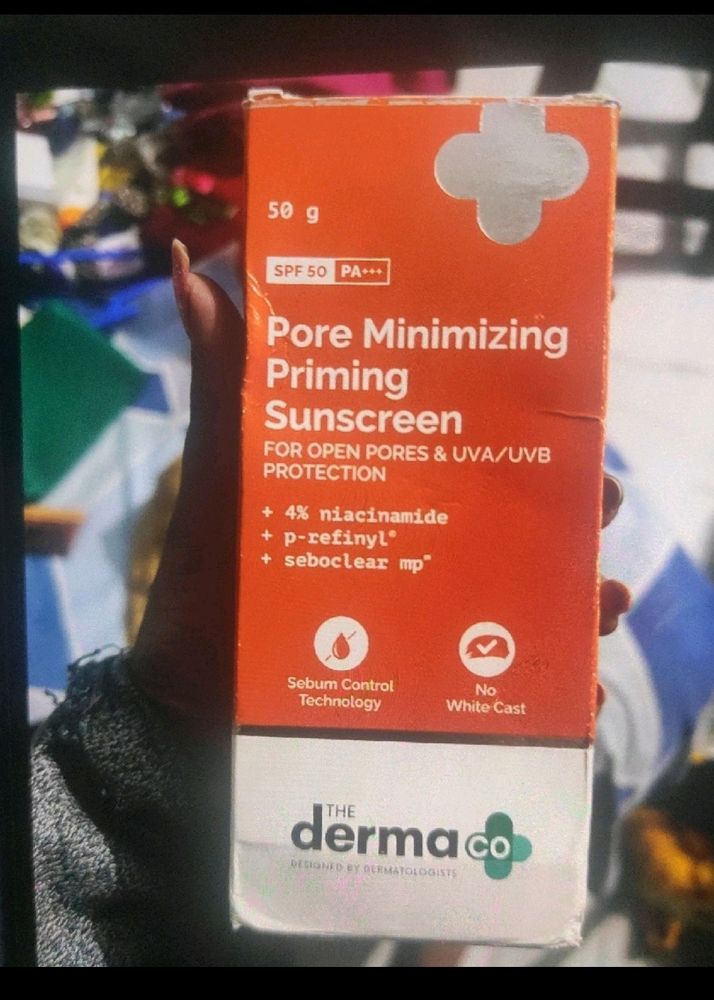 50 g
SPF 50 PA+++
Pore Minimizing
Priming
Sunscreen
FOR OPEN PORES & UVA/UVB
PROTECTION
+ 4% niacinamide
+ p-refinyl®
+ seboclear mp™
Sebum Control
Technology
No
White Cast
THE
derma co
DESIGNED BY DERMATOLOGISTS